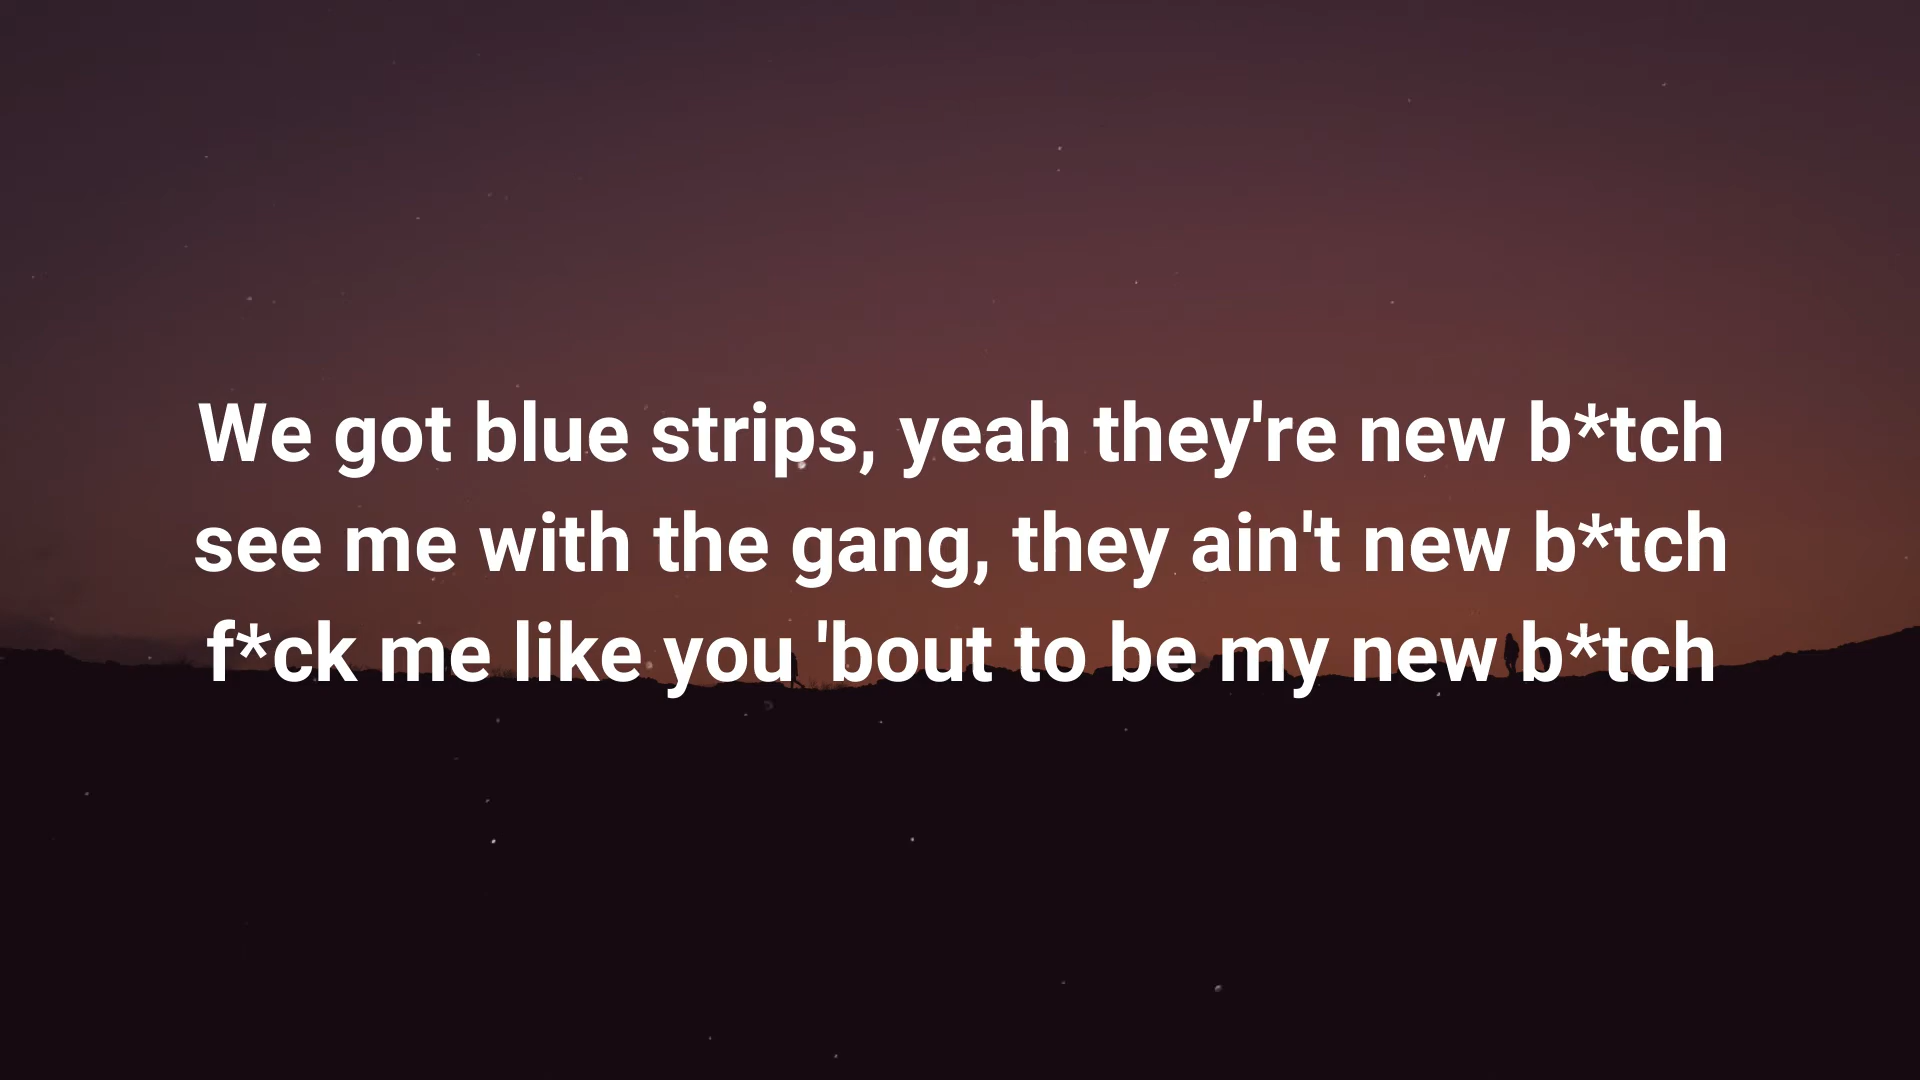 We got blue strips, yeah they're new b*tch
see me with the gang, they ain't new b*tch
f*ck me like you 'bout to be my new b*tch